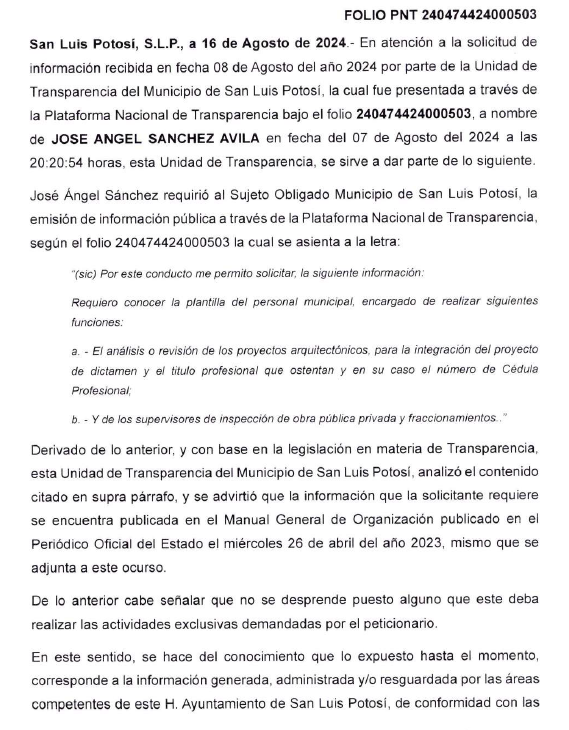 FOLIO PNT 240474424000503
San Luis Potosí, S.L.P., a 16 de Agosto de 2024.- En atención a la solicitud de
información recibida en fecha 08 de Agosto del año 2024 por parte de la Unidad de
Transparencia del Municipio de San Luis Potosí, la cual fue presentada a través de
la Plataforma Nacional de Transparencia bajo el folio 240474424000503, a nombre
de JOSE ANGEL SANCHEZ AVILA en fecha del 07 de Agosto del 2024 a las
20:20:54 horas, esta Unidad de Transparencia, se sirve a dar parte de lo siguiente.
José Ángel Sánchez requirió al Sujeto Obligado Municipio de San Luis Potosí, la
emisión de información pública a través de la Plataforma Nacional de Transparencia,
según el folio 240474424000503 la cual se asienta a la letra:
"(sic) Por este conducto me permito solicitar, la siguiente información:
Requiero conocer la plantilla del personal municipal, encargado de realizar siguientes
funciones:
a. - El análisis o revisión de los proyectos arquitectónicos, para la integración del proyecto
de dictamen y el titulo profesional que ostentan y en su caso el número de Cédula
Profesional;
b. - Y de los supervisores de inspección de obra pública privada y fraccionamientos.."
Derivado de lo anterior, y con base en la legislación en materia de Transparencia,
esta Unidad de Transparencia del Municipio de San Luis Potosí, analizó el contenido
citado en supra párrafo, y se advirtió que la información que la solicitante requiere
se encuentra publicada en el Manual General de Organización publicado en el
Periódico Oficial del Estado el miércoles 26 de abril del año 2023, mismo que se
adjunta a este ocurso.
De lo anterior cabe señalar que no se desprende puesto alguno que este deba
realizar las actividades exclusivas demandadas por el peticionario.
En este sentido, se hace del conocimiento que lo expuesto hasta el momento,
corresponde a la información generada, administrada y/o resguardada por las áreas
competentes de este H. Ayuntamiento de San Luis Potosí, de conformidad con las